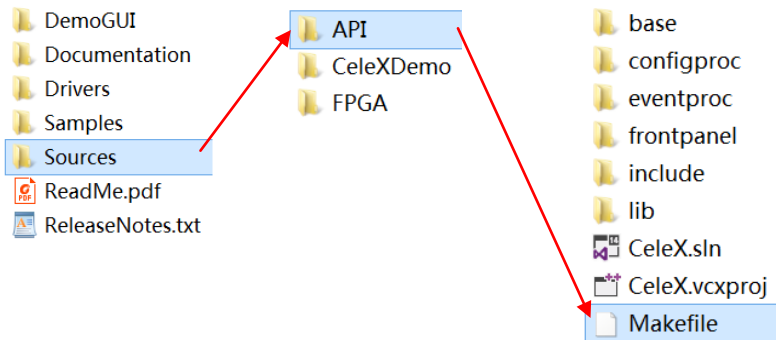 DemoGUI
Documentation
Drivers
Samples
Sources
ReadMe.pdf
ReleaseNotes.txt
API
CeleXDemo
FPGA
base
configproc
eventproc
frontpanel
include
lib
CeleX.sln
CeleX.vcxproj
Makefile